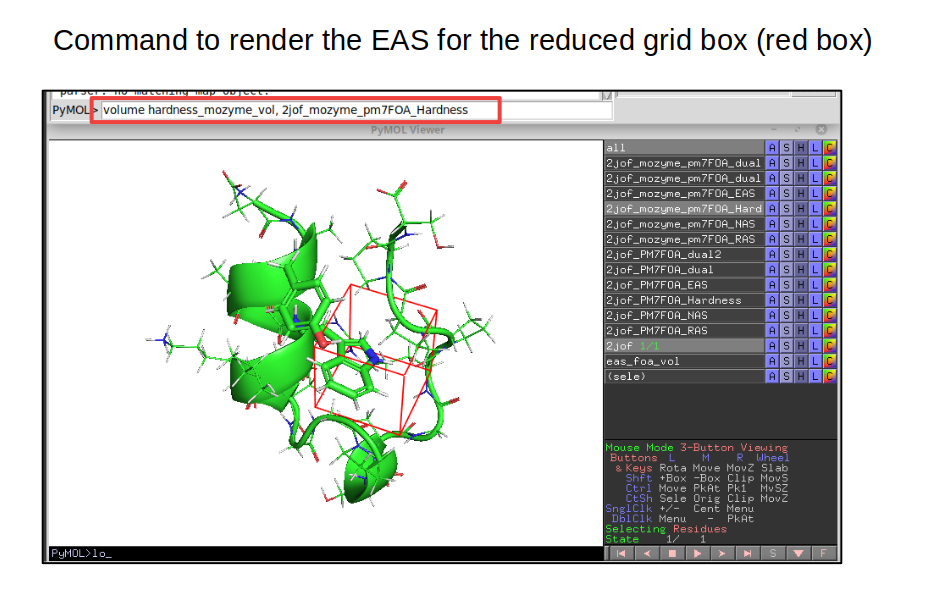 Command to render the EAS for the reduced grid box (red box)
parser: no matching map object.
PyMOL> volume hardness_mozyme_vol, 2jof_mozyme_pm7FOA_Hardness
PyMOL Viewer
all A S H L C
2jof_mozyme_pm7FOA_dual A S H L C
2jof_mozyme_pm7FOA_dual A S H L C
2jof_mozyme_pm7FOA_EAS A S H L C
2jof_mozyme_pm7FOA_Hard A S H L C
2jof_mozyme_pm7FOA_NAS A S H L C
2jof_mozyme_pm7FOA_RAS A S H L C
2jof_PM7FOA_dual2 A S H L C
2jof_PM7FOA_dual A S H L C
2jof_PM7FOA_EAS A S H L C
2jof_PM7FOA_Hardness A S H L C
2jof_PM7FOA_NAS A S H L C
2jof_PM7FOA_RAS A S H L C
2jof 1/1 A S H L C
eas_foa_vol A S H L C
(sele) A S H L C
Mouse Mode 3-Button Viewing
Buttons L M R Wheel
& Keys Rota Move MovZ Slab
Shft +Box -Box Clip MovS
Ctrl Move PkAt Pk1 MvSZ
CtSh Sele Orig Clip MovZ
SnglClk +/- Cent Menu
DblClk Menu - PkAt
Selecting Residues
State 1/ 1
PyMOL>lo_
S F